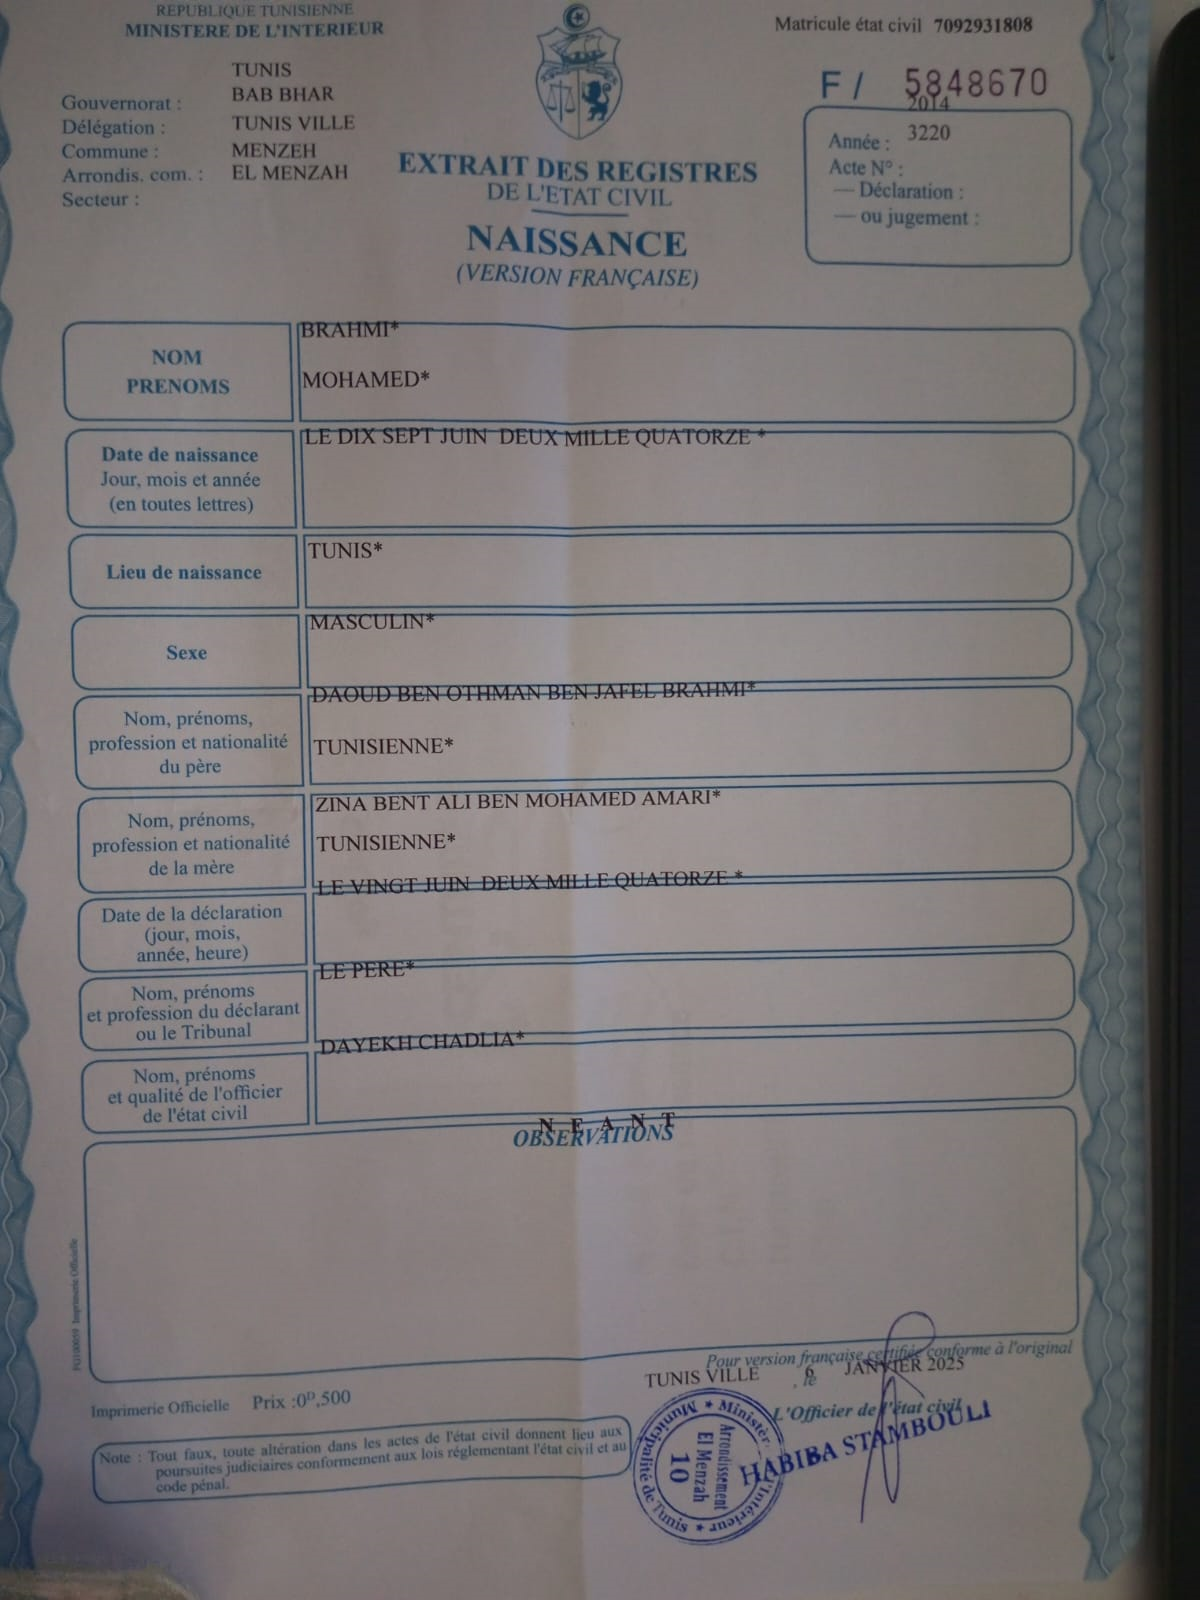 REPUBLIQUE TUNISIENNE
MINISTERE DE L'INTERIEUR
Matricule état civil 7092931808
F / 5848670
TUNIS
Gouvernorat : BAB BHAR
Délégation : TUNIS VILLE
Commune : MENZEH
Arrondis. com. : EL MENZAH
Secteur :
2014
Année : 3220
Acte N° :
— Déclaration :
— ou jugement :
EXTRAIT DES REGISTRES
DE L'ETAT CIVIL
NAISSANCE
(VERSION FRANÇAISE)
NOM
PRENOMS
BRAHMI*
MOHAMED*
Date de naissance
Jour, mois et année
(en toutes lettres)
LE DIX SEPT JUIN DEUX MILLE QUATORZE *
Lieu de naissance
TUNIS*
Sexe
MASCULIN*
Nom, prénoms,
profession et nationalité
du père
DAOUD BEN OTHMAN BEN JAFEL BRAHMI*
TUNISIENNE*
Nom, prénoms,
profession et nationalité
de la mère
ZINA BENT ALI BEN MOHAMED AMARI*
TUNISIENNE*
Date de la déclaration
(jour, mois,
année, heure)
LE VINGT JUIN DEUX MILLE QUATORZE *
Nom, prénoms
et profession du déclarant
ou le Tribunal
LE PERE*
Nom, prénoms
et qualité de l'officier
de l'état civil
DAYEKH CHADLIA*
N E A N T
OBSERVATIONS
FG100059 Imprimerie Officielle
Pour version française certifiée conforme à l'original
TUNIS VILLE , le 6 JANVIER 2025
L'Officier de l'état civil
HABIBA STAMBOULI
Imprimerie Officielle Prix :0ᴰ,500
Note : Tout faux, toute altération dans les actes de l'état civil donnent lieu aux
poursuites judiciaires conformement aux lois réglementant l'état civil et au
code pénal.
Municipalité de Tunis
Arrondissement
El Menzah
10